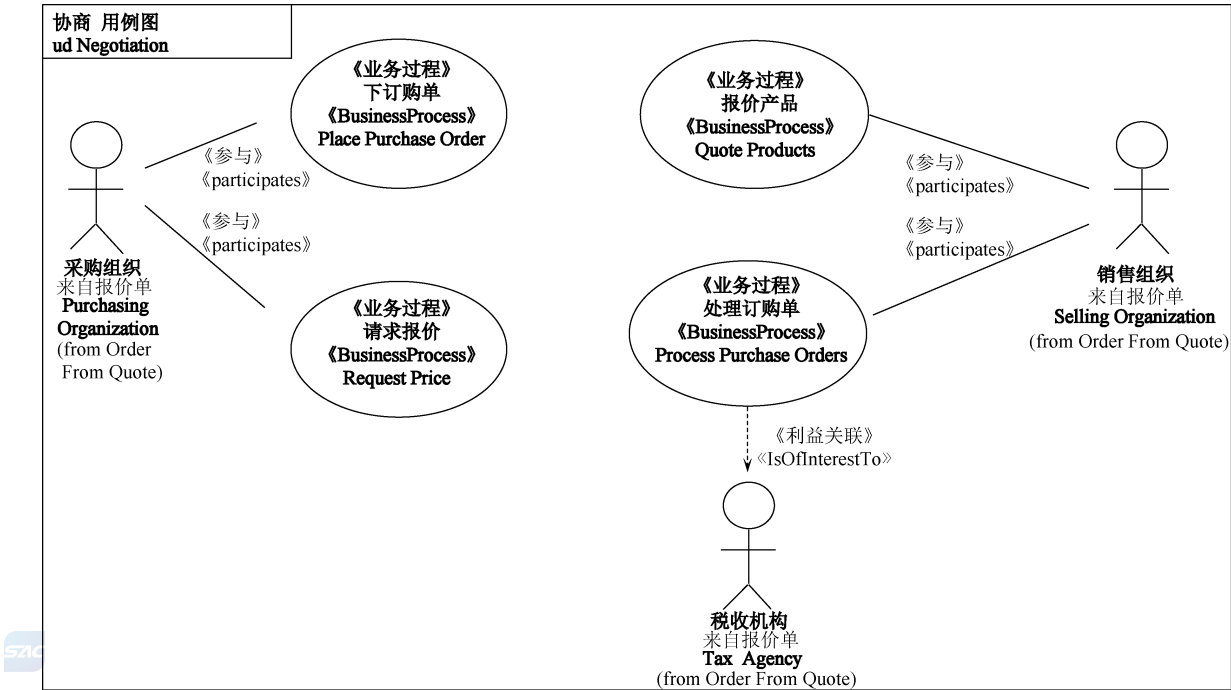 协商 用例图
ud Negotiation
《业务过程》
下订购单
《BusinessProcess》
Place Purchase Order
《参与》
《participates》
《参与》
《participates》
采购组织
来自报价单
Purchasing
Organization
(from Order
From Quote)
《业务过程》
请求报价
《BusinessProcess》
Request Price
《业务过程》
报价产品
《BusinessProcess》
Quote Products
《参与》
《participates》
《参与》
《participates》
销售组织
来自报价单
Selling Organization
(from Order From Quote)
《业务过程》
处理订购单
《BusinessProcess》
Process Purchase Orders
《利益关联》
《IsOfInterestTo》
税收机构
来自报价单
Tax Agency
(from Order From Quote)
SAC